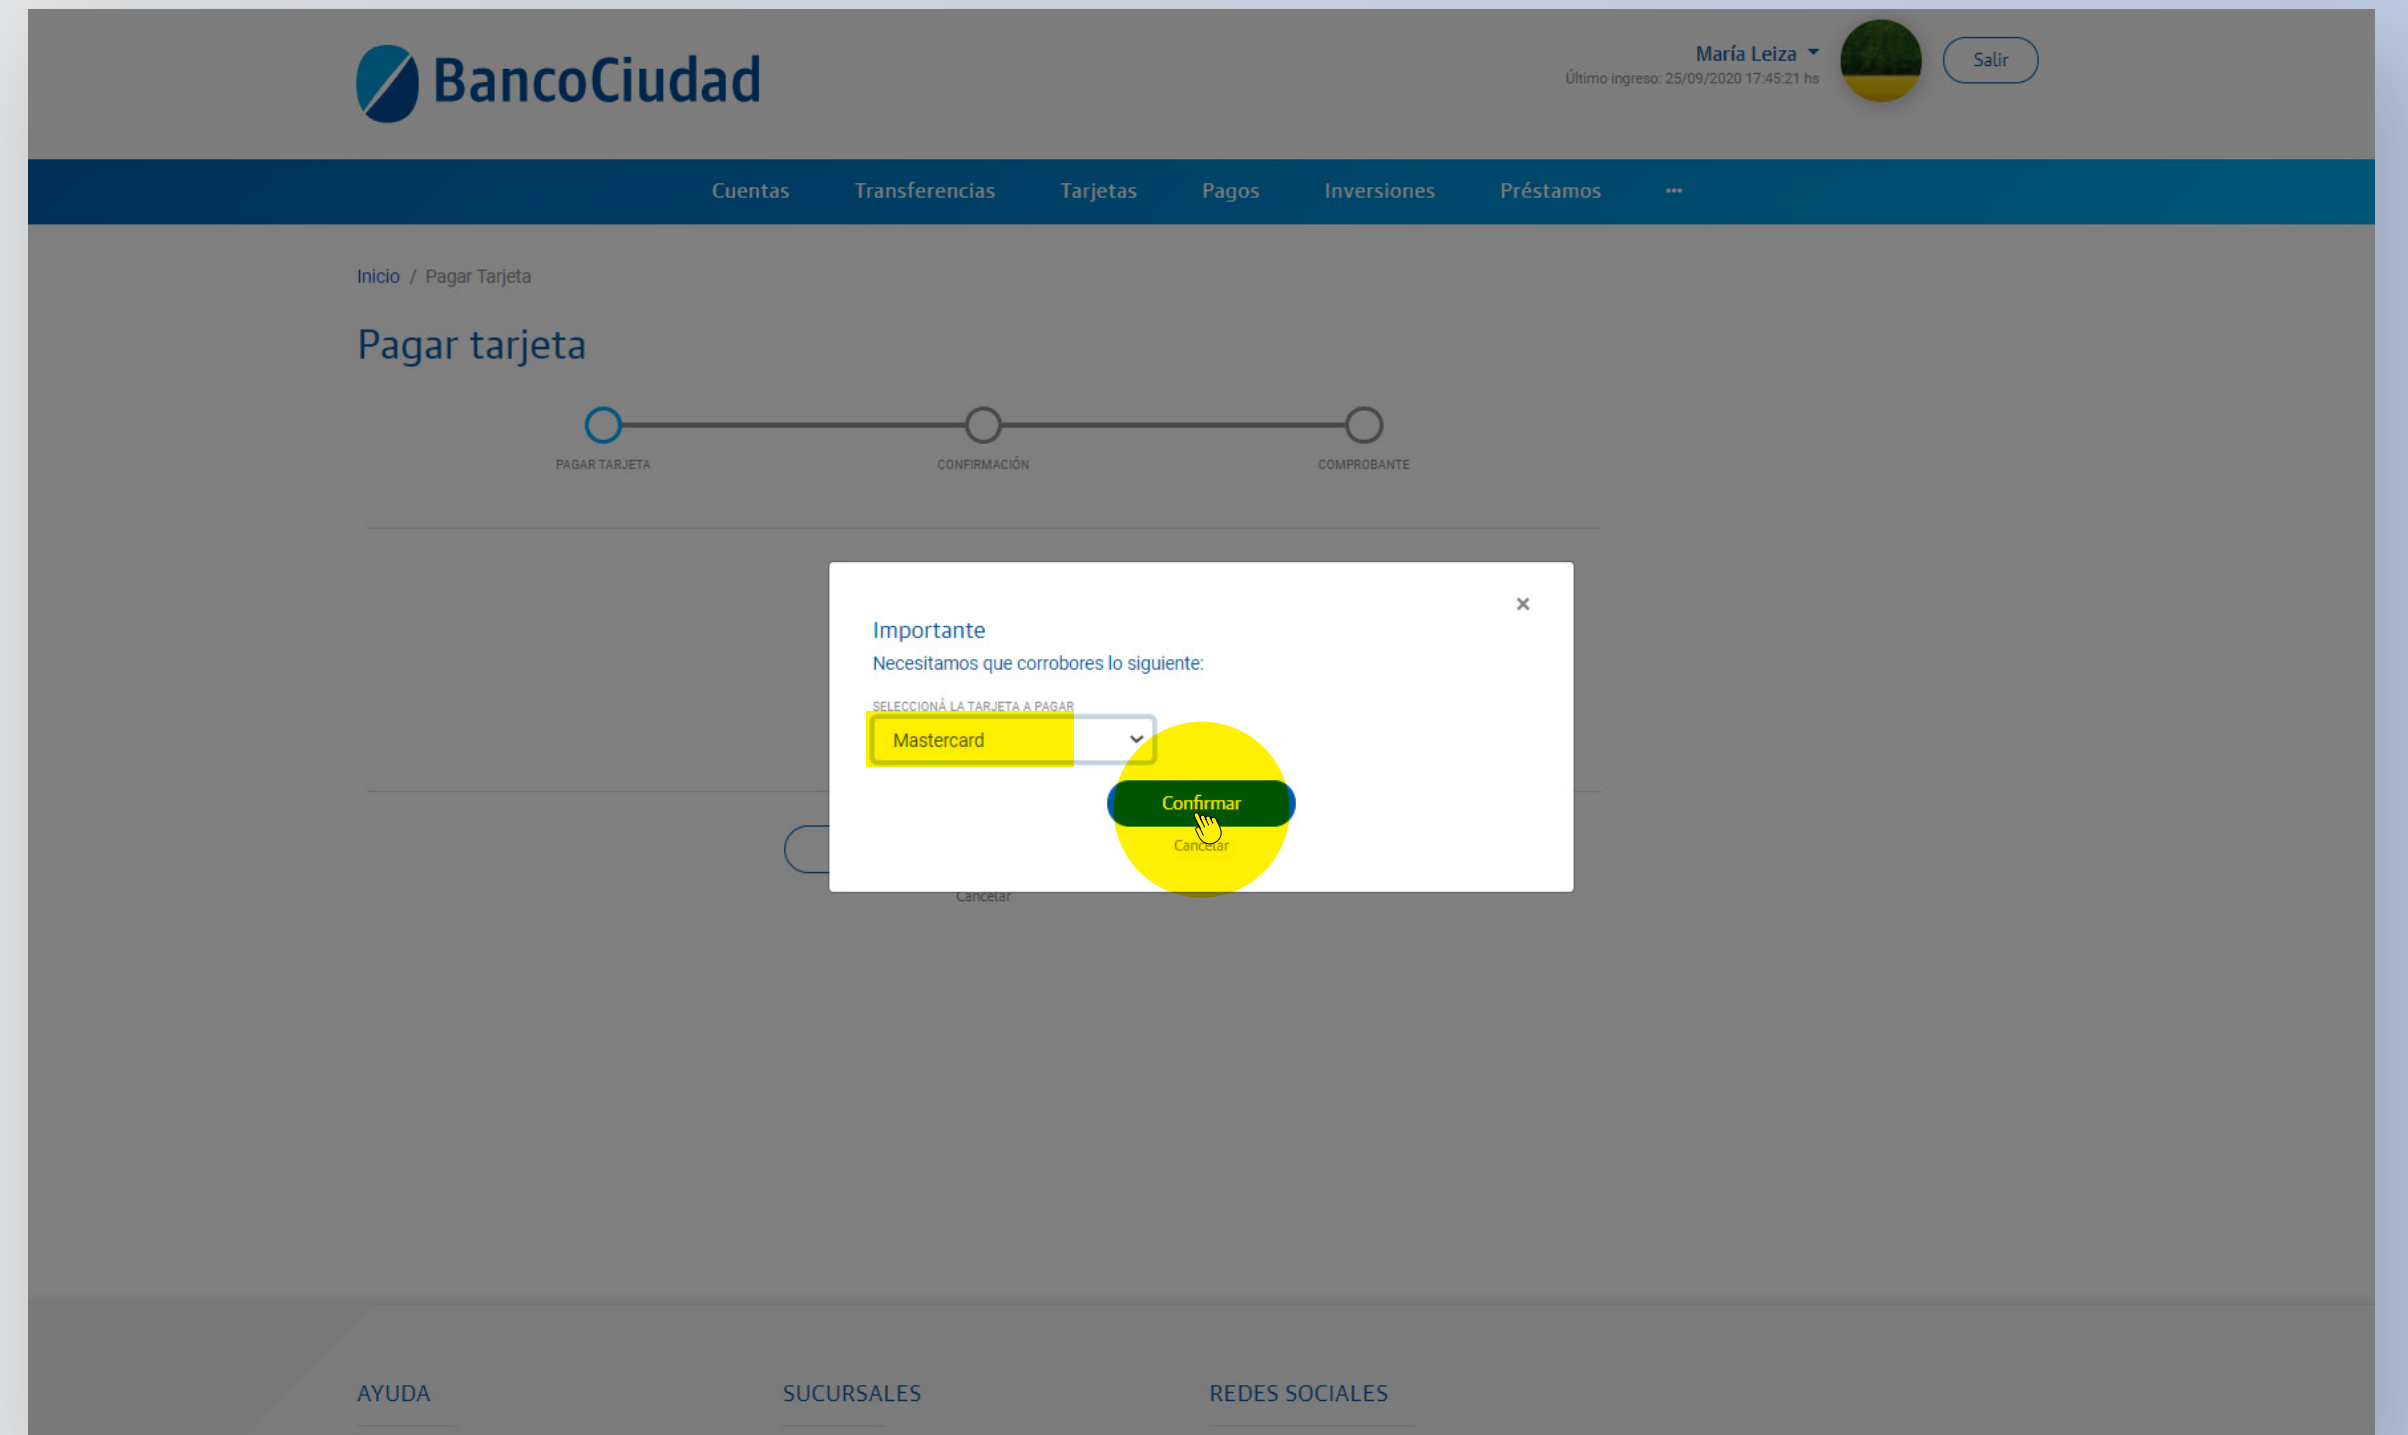 BancoCiudad
María Leiza
Último ingreso: 25/09/2020 17:45:21 hs
Salir
Cuentas Transferencias Tarjetas Pagos Inversiones Préstamos ...
Inicio / Pagar Tarjeta
Pagar tarjeta
PAGAR TARJETA CONFIRMACIÓN COMPROBANTE
×
Importante
Necesitamos que corrobores lo siguiente:
SELECCIONÁ LA TARJETA A PAGAR
Mastercard
Confirmar
Cancelar
Cancelar
AYUDA SUCURSALES REDES SOCIALES